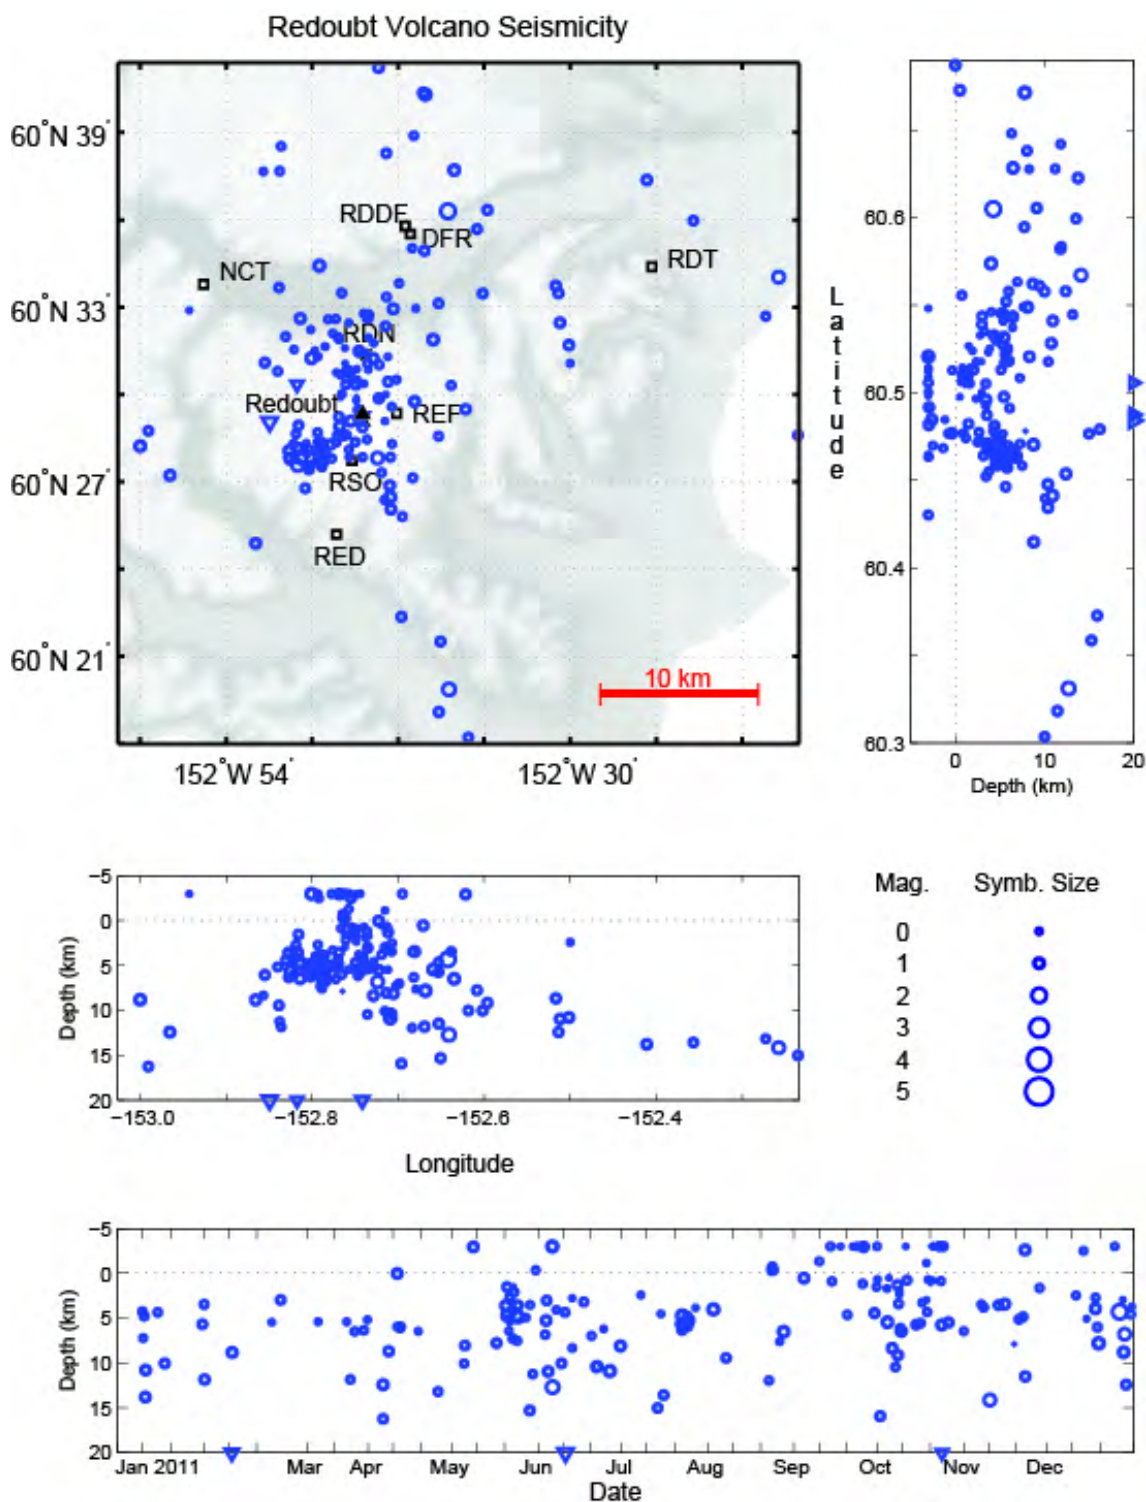 Redoubt Volcano Seismicity
60°N 39'
60°N 33'
60°N 27'
60°N 21'
RDDF
DFR
NCT
RDT
RDN
Redoubt
REF
RSO
RED
10 km
152°W 54'
152°W 30'
Latitude
60.6
60.5
60.4
60.3
0 10 20
Depth (km)
Depth (km)
−5
0
5
10
15
20
−153.0 −152.8 −152.6 −152.4
Longitude
Mag. Symb. Size
0
1
2
3
4
5
Depth (km)
−5
0
5
10
15
20
Jan 2011 Mar Apr May Jun Jul Aug Sep Oct Nov Dec
Date